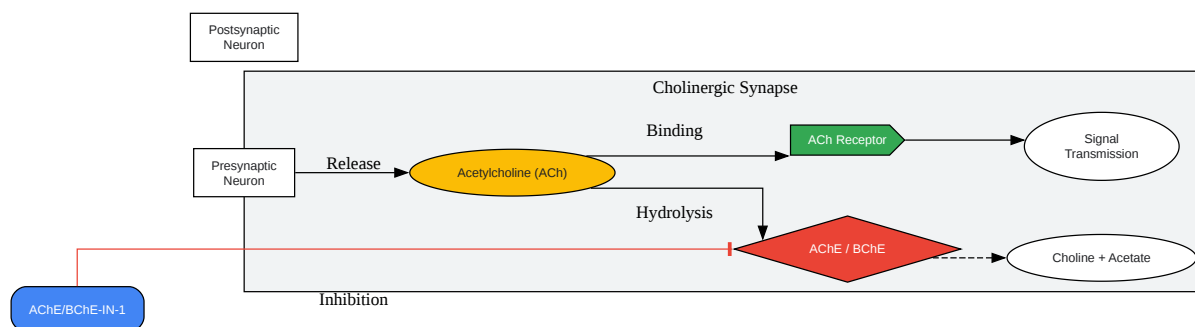 Postsynaptic
Neuron
Cholinergic Synapse
Binding
ACh Receptor
Signal
Transmission
Presynaptic
Neuron
Release
Acetylcholine (ACh)
Hydrolysis
AChE / BChE
Choline + Acetate
Inhibition
AChE/BChE-IN-1